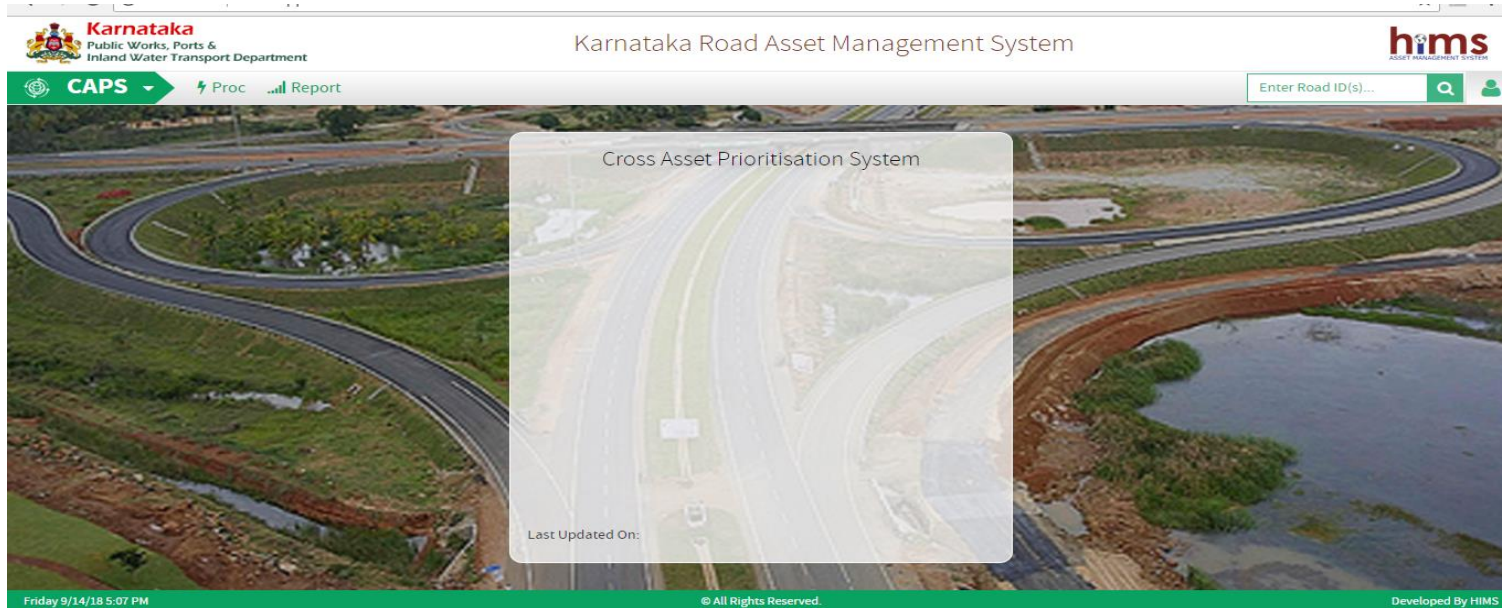 Karnataka
Public Works, Ports &
Inland Water Transport Department
Karnataka Road Asset Management System
hims
ASSET MANAGEMENT SYSTEM
CAPS
Proc
Report
Enter Road ID(s)...
Cross Asset Prioritisation System
Last Updated On:
Friday 9/14/18 5:07 PM
© All Rights Reserved.
Developed By HIMS